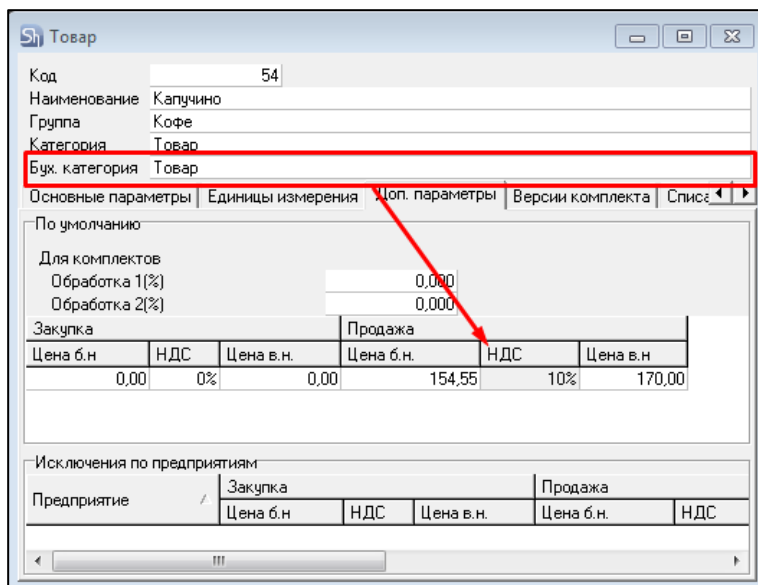 Sh Товар
Код 54
Наименование Капучино
Группа Кофе
Категория Товар
Бух. категория Товар
Основные параметры Единицы измерения Доп. параметры Версии комплекта Списа
По умолчанию
Для комплектов
Обработка 1(%) 0,000
Обработка 2(%) 0,000
Закупка Продажа
Цена б.н НДС Цена в.н. Цена б.н. НДС Цена в.н
0,00 0% 0,00 154,55 10% 170,00
Исключения по предприятиям
Предприятие Закупка Продажа
Цена б.н НДС Цена в.н. Цена б.н. НДС